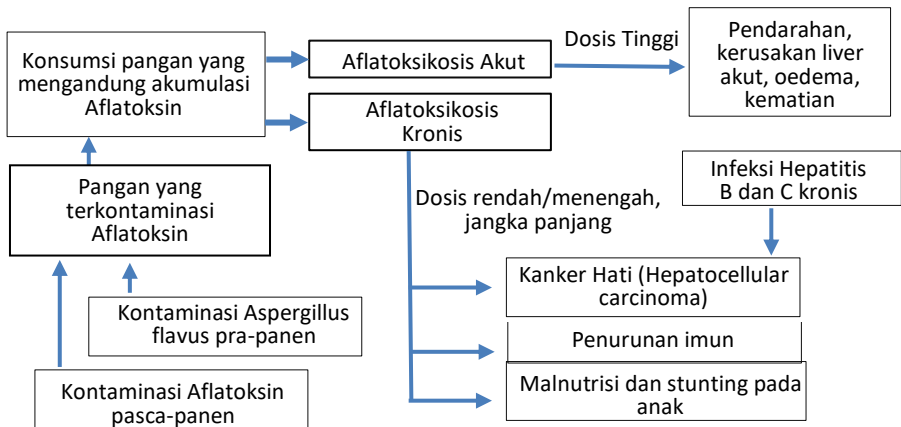 Konsumsi pangan yang
mengandung akumulasi
Aflatoksin
Aflatoksikosis Akut
Dosis Tinggi
Pendarahan,
kerusakan liver
akut, oedema,
kematian
Aflatoksikosis
Kronis
Pangan yang
terkontaminasi
Aflatoksin
Dosis rendah/menengah,
jangka panjang
Infeksi Hepatitis
B dan C kronis
Kontaminasi Aspergillus
flavus pra-panen
Kontaminasi Aflatoksin
pasca-panen
Kanker Hati (Hepatocellular
carcinoma)
Penurunan imun
Malnutrisi dan stunting pada
anak